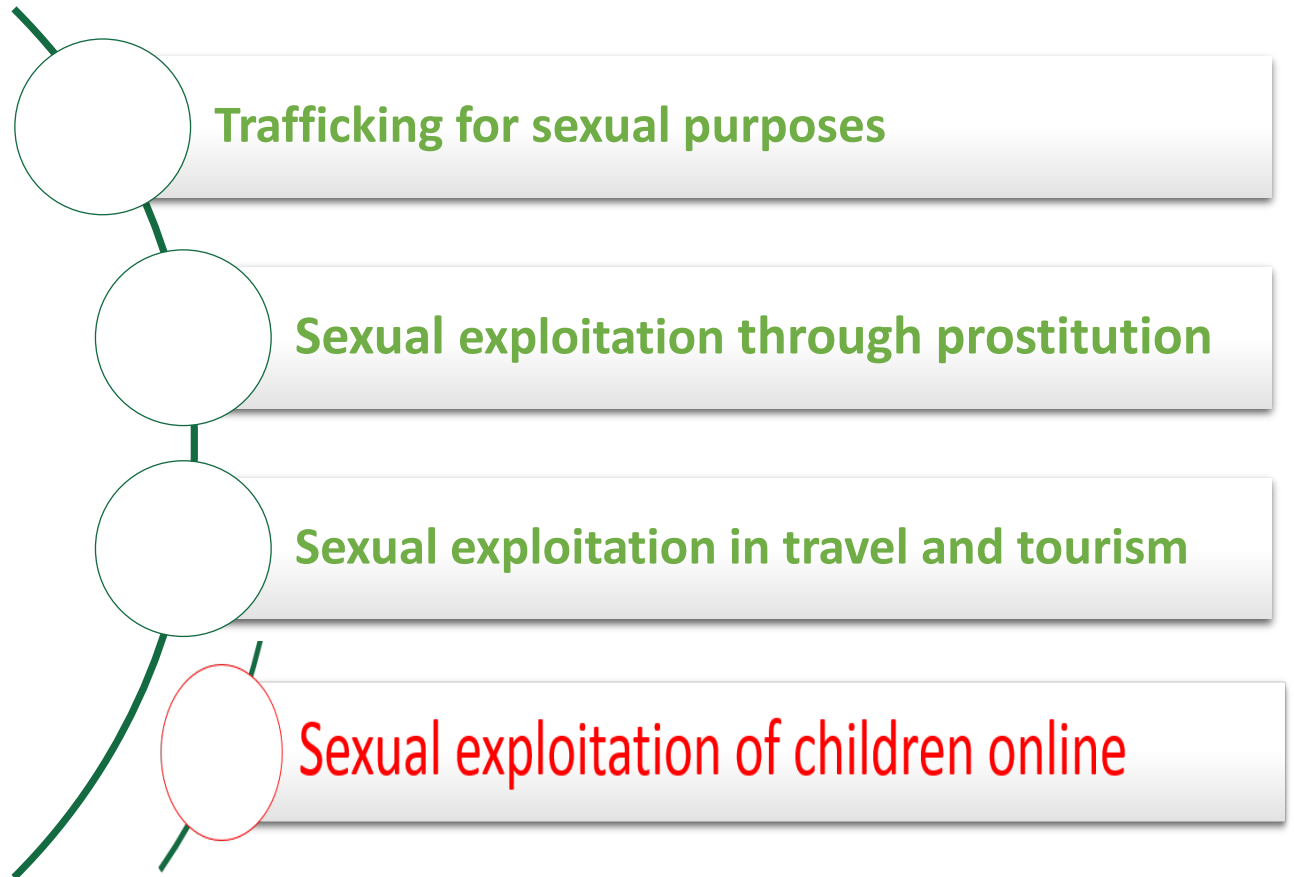 Trafficking for sexual purposes
Sexual exploitation through prostitution
Sexual exploitation in travel and tourism
Sexual exploitation of children online